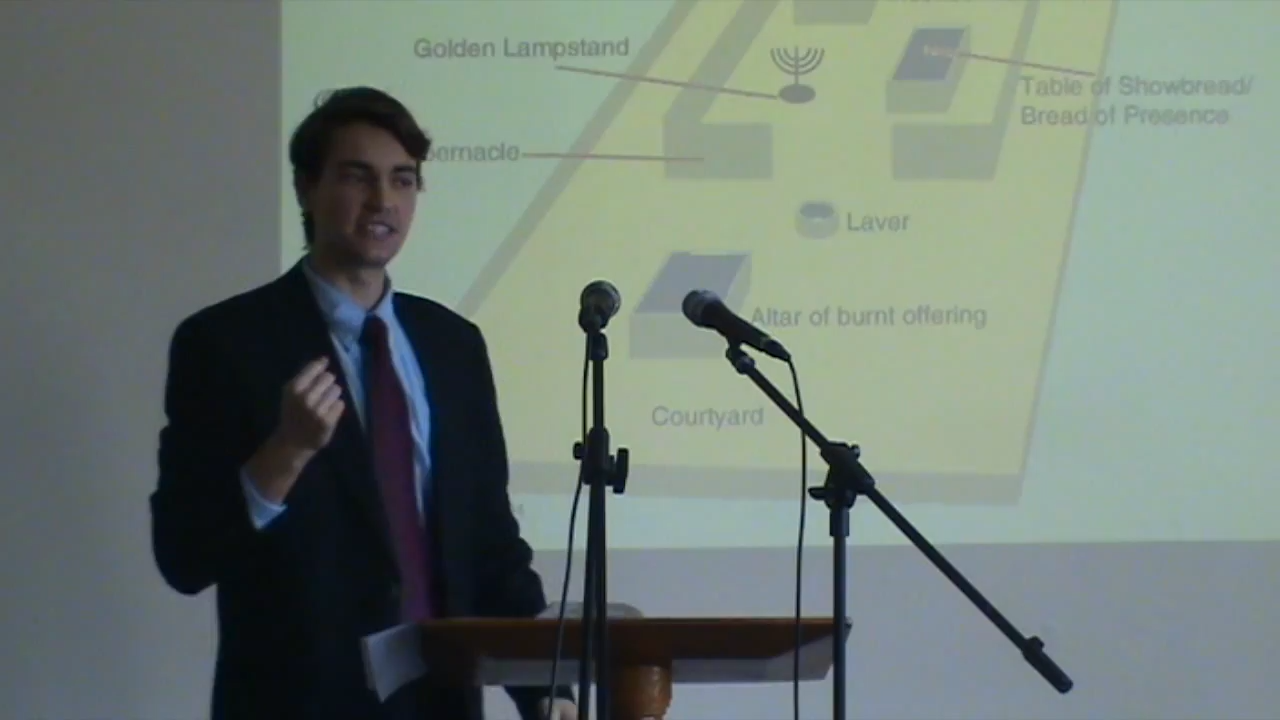 Golden Lampstand
Table of Showbread/
Bread of Presence
bernacle
Laver
Altar of burnt offering
Courtyard